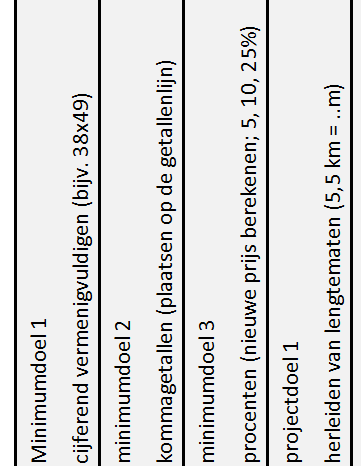 Minimumdoel 1
cijferend vermenigvuldigen (bijv. 38x49)
minimumdoel 2
kommagetallen (plaatsen op de getallenlijn)
minimumdoel 3
procenten (nieuwe prijs berekenen; 5, 10, 25%)
projectdoel 1
herleiden van lengtematen (5,5 km = ..m)